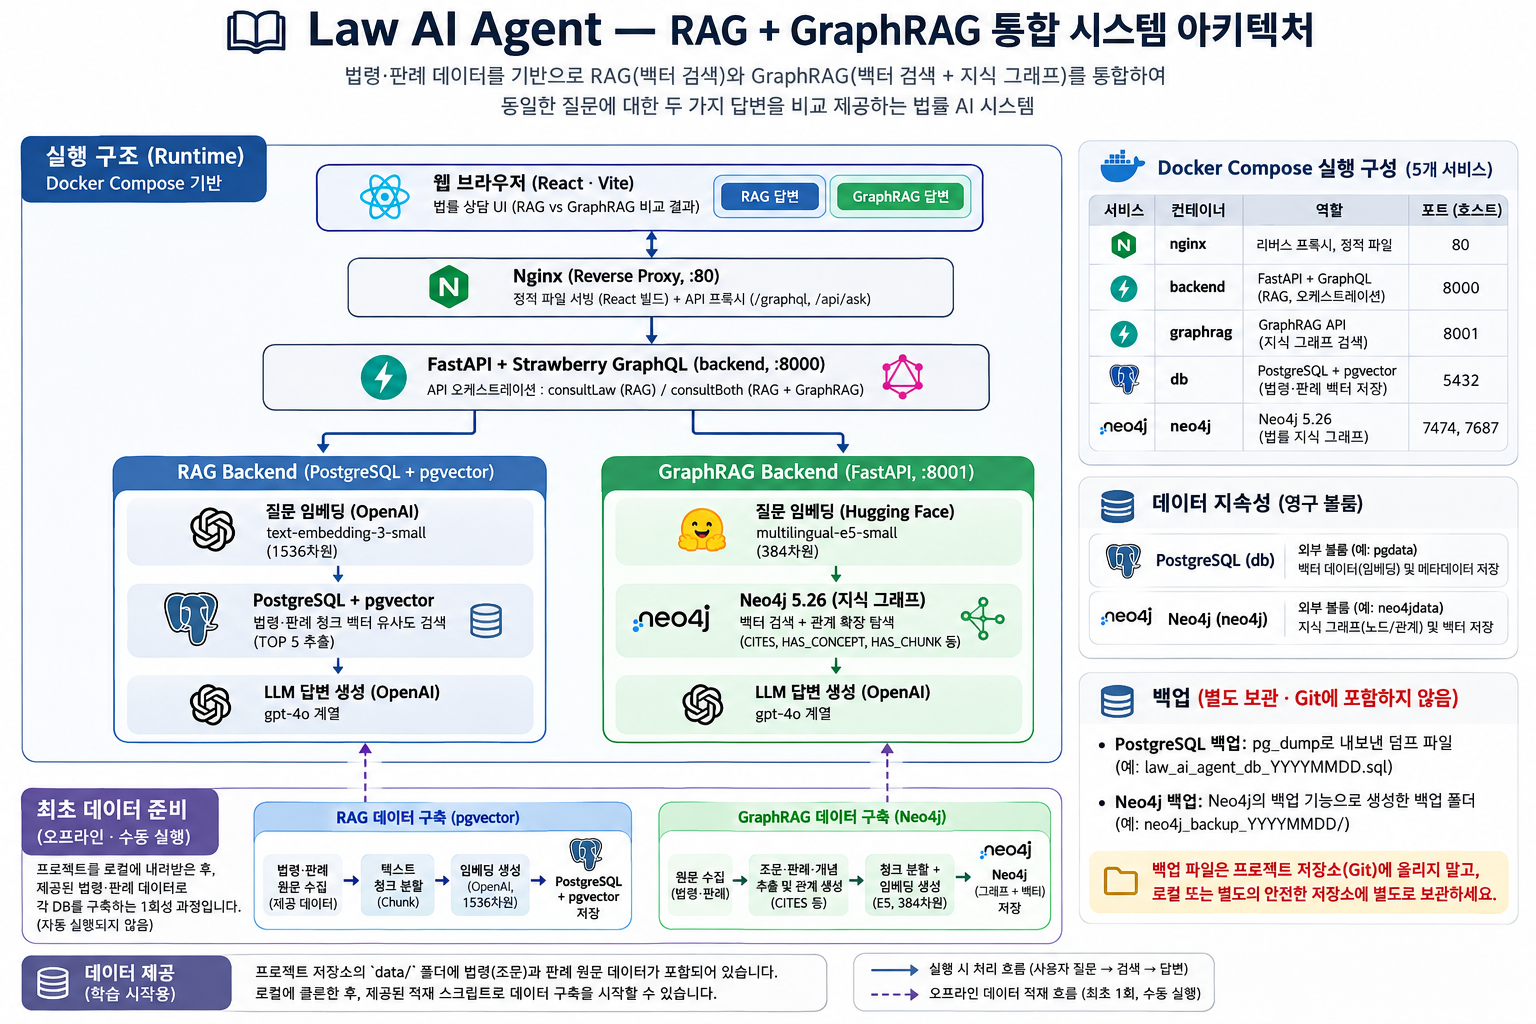 Law AI Agent — RAG + GraphRAG 통합 시스템 아키텍처
법령·판례 데이터를 기반으로 RAG(백터 검색)와 GraphRAG(백터 검색 + 지식 그래프)를 통합하여
동일한 질문에 대한 두 가지 답변을 비교 제공하는 법률 AI 시스템
실행 구조 (Runtime)
Docker Compose 기반
웹 브라우저 (React · Vite)
법률 상담 UI (RAG vs GraphRAG 비교 결과)
RAG 답변
GraphRAG 답변
Nginx (Reverse Proxy, :80)
정적 파일 서빙 (React 빌드) + API 프록시 (/graphql, /api/ask)
FastAPI + Strawberry GraphQL (backend, :8000)
API 오케스트레이션 : consultLaw (RAG) / consultBoth (RAG + GraphRAG)
RAG Backend (PostgreSQL + pgvector)
질문 임베딩 (OpenAI)
text-embedding-3-small
(1536차원)
PostgreSQL + pgvector
법령·판례 청크 벡터 유사도 검색
(TOP 5 추출)
LLM 답변 생성 (OpenAI)
gpt-4o 계열
GraphRAG Backend (FastAPI, :8001)
질문 임베딩 (Hugging Face)
multilingual-e5-small
(384차원)
neo4j
Neo4j 5.26 (지식 그래프)
백터 검색 + 관계 확장 탐색
(CITES, HAS_CONCEPT, HAS_CHUNK 등)
LLM 답변 생성 (OpenAI)
gpt-4o 계열
최초 데이터 준비
(오프라인 · 수동 실행)
프로젝트를 로컬에 내려받은 후,
제공된 법령·판례 데이터로
각 DB를 구축하는 1회성 과정입니다.
(자동 실행되지 않음)
RAG 데이터 구축 (pgvector)
법령·판례
원문 수집
(제공 데이터)
텍스트
청크 분할
(Chunk)
임베딩 생성
(OpenAI,
1536차원)
PostgreSQL
+ pgvector
저장
GraphRAG 데이터 구축 (Neo4j)
원문 수집
(법령·판례)
조문·판례·개념
추출 및 관계 생성
(CITES 등)
청크 분할 +
임베딩 생성
(E5, 384차원)
neo4j
Neo4j
(그래프 + 벡터)
저장
데이터 제공
(학습 시작용)
프로젝트 저장소의 `data/` 폴더에 법령(조문)과 판례 원문 데이터가 포함되어 있습니다.
로컬에 클론한 후, 제공된 적재 스크립트로 데이터 구축을 시작할 수 있습니다.
실행 시 처리 흐름 (사용자 질문 → 검색 → 답변)
오프라인 데이터 적재 흐름 (최초 1회, 수동 실행)
Docker Compose 실행 구성 (5개 서비스)
서비스 컨테이너 역할 포트 (호스트)
nginx 리버스 프록시, 정적 파일 80
backend FastAPI + GraphQL 8000
(RAG, 오케스트레이션)
graphrag GraphRAG API 8001
(지식 그래프 검색)
db PostgreSQL + pgvector 5432
(법령·판례 벡터 저장)
neo4j neo4j Neo4j 5.26 7474, 7687
(법률 지식 그래프)
데이터 지속성 (영구 볼륨)
PostgreSQL (db)
외부 볼륨 (예: pgdata)
백터 데이터(임베딩) 및 메타데이터 저장
neo4j
Neo4j (neo4j)
외부 볼륨 (예: neo4jdata)
지식 그래프(노드/관계) 및 벡터 저장
백업 (별도 보관 · Git에 포함하지 않음)
• PostgreSQL 백업: pg_dump로 내보낸 덤프 파일
(예: law_ai_agent_db_YYYYMMDD.sql)
• Neo4j 백업: Neo4j의 백업 기능으로 생성한 백업 폴더
(예: neo4j_backup_YYYYMMDD/)
백업 파일은 프로젝트 저장소(Git)에 올리지 말고,
로컬 또는 별도의 안전한 저장소에 별도로 보관하세요.